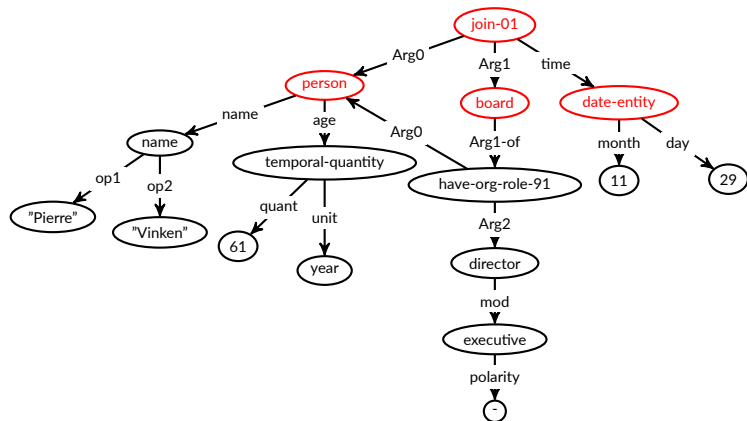 join-01
Arg0
Arg1
time
person
board
date-entity
name
age
Arg0
Arg1-of
month
day
name
temporal-quantity
have-org-role-91
11
29
op1
op2
quant
unit
Arg2
”Pierre”
”Vinken”
61
year
director
mod
executive
polarity
-